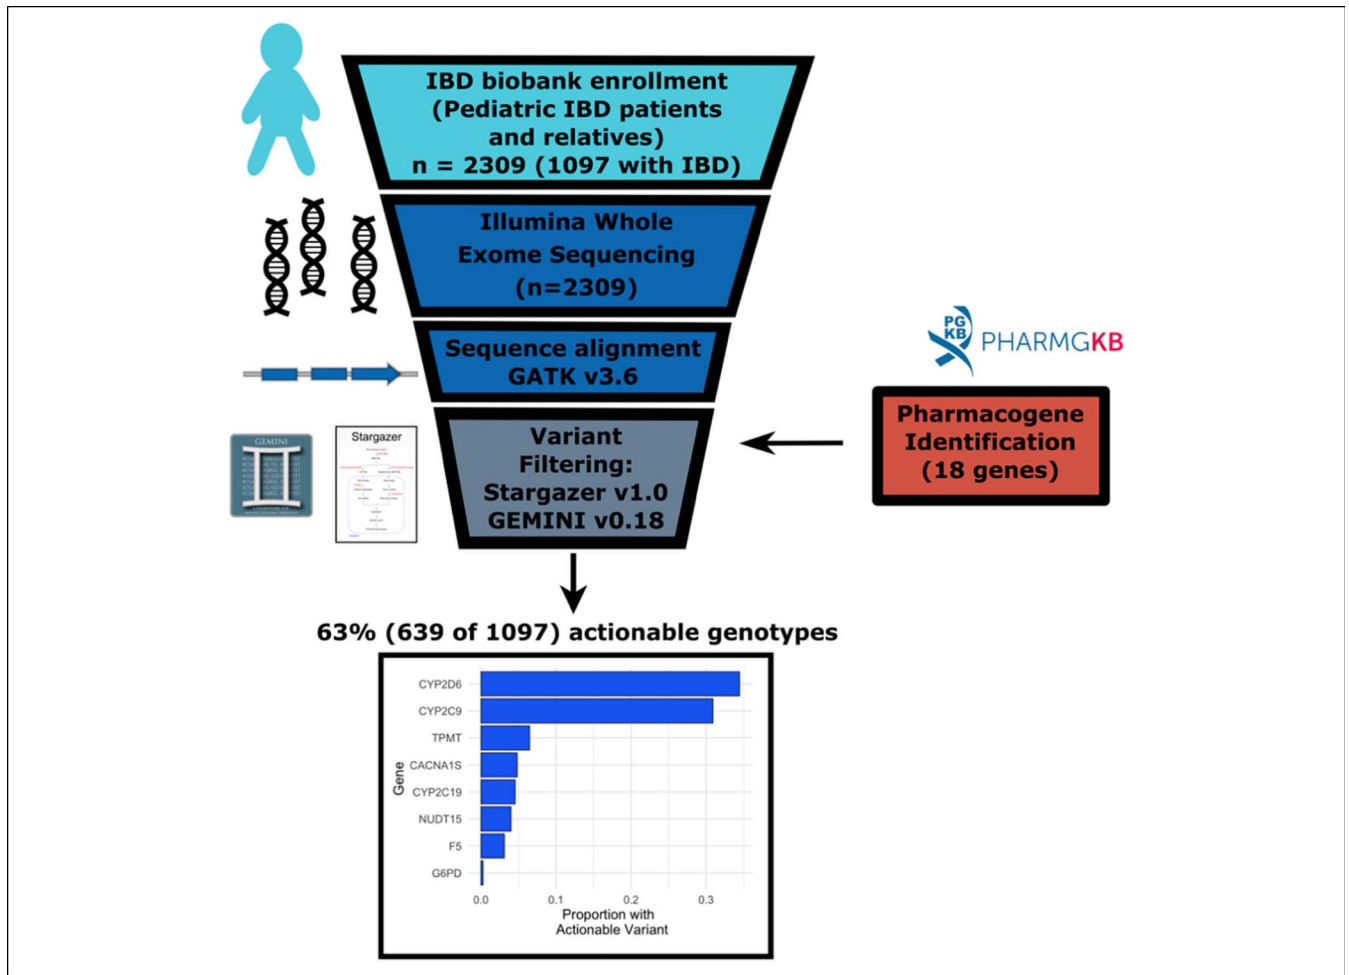 IBD biobank enrollment
(Pediatric IBD patients
and relatives)
n = 2309 (1097 with IBD)
Illumina Whole
Exome Sequencing
(n=2309)
Sequence alignment
GATK v3.6
PG
KB
PHARMGKB
Pharmacogene
Identification
(18 genes)
GEMINI
Stargazer
Variant
Filtering:
Stargazer v1.0
GEMINI v0.18
63% (639 of 1097) actionable genotypes
Gene
CYP2D6
CYP2C9
TPMT
CACNA1S
CYP2C19
NUDT15
F5
G6PD
0.0 0.1 0.2 0.3
Proportion with
Actionable Variant